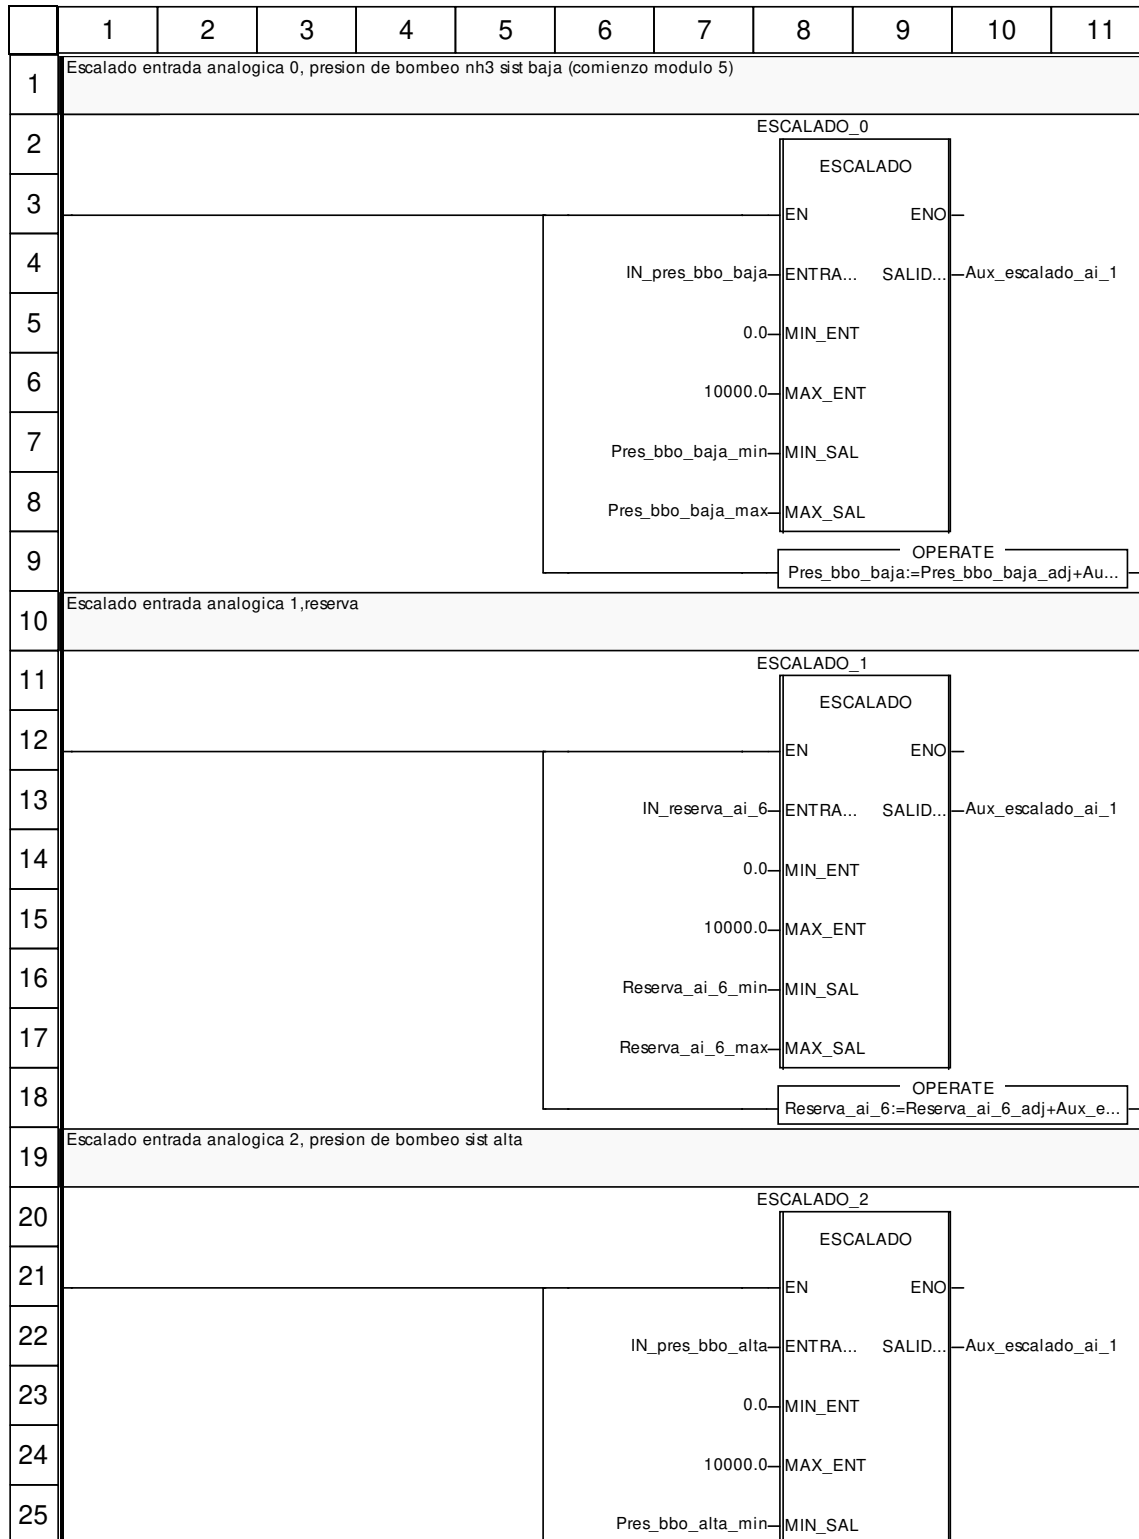 1 2 3 4 5 6 7 8 9 10 11
1 Escalado entrada analogica 0, presion de bombeo nh3 sist baja (comienzo modulo 5)
2 ESCALADO_0
ESCALADO
3 EN ENO
4 IN_pres_bbo_baja ENTRA... SALID... Aux_escalado_ai_1
5 0.0 MIN_ENT
6 10000.0 MAX_ENT
7 Pres_bbo_baja_min MIN_SAL
8 Pres_bbo_baja_max MAX_SAL
9 OPERATE
Pres_bbo_baja:=Pres_bbo_baja_adj+Au...
10 Escalado entrada analogica 1,reserva
11 ESCALADO_1
ESCALADO
12 EN ENO
13 IN_reserva_ai_6 ENTRA... SALID... Aux_escalado_ai_1
14 0.0 MIN_ENT
15 10000.0 MAX_ENT
16 Reserva_ai_6_min MIN_SAL
17 Reserva_ai_6_max MAX_SAL
18 OPERATE
Reserva_ai_6:=Reserva_ai_6_adj+Aux_e...
19 Escalado entrada analogica 2, presion de bombeo sist alta
20 ESCALADO_2
ESCALADO
21 EN ENO
22 IN_pres_bbo_alta ENTRA... SALID... Aux_escalado_ai_1
23 0.0 MIN_ENT
24 10000.0 MAX_ENT
25 Pres_bbo_alta_min MIN_SAL